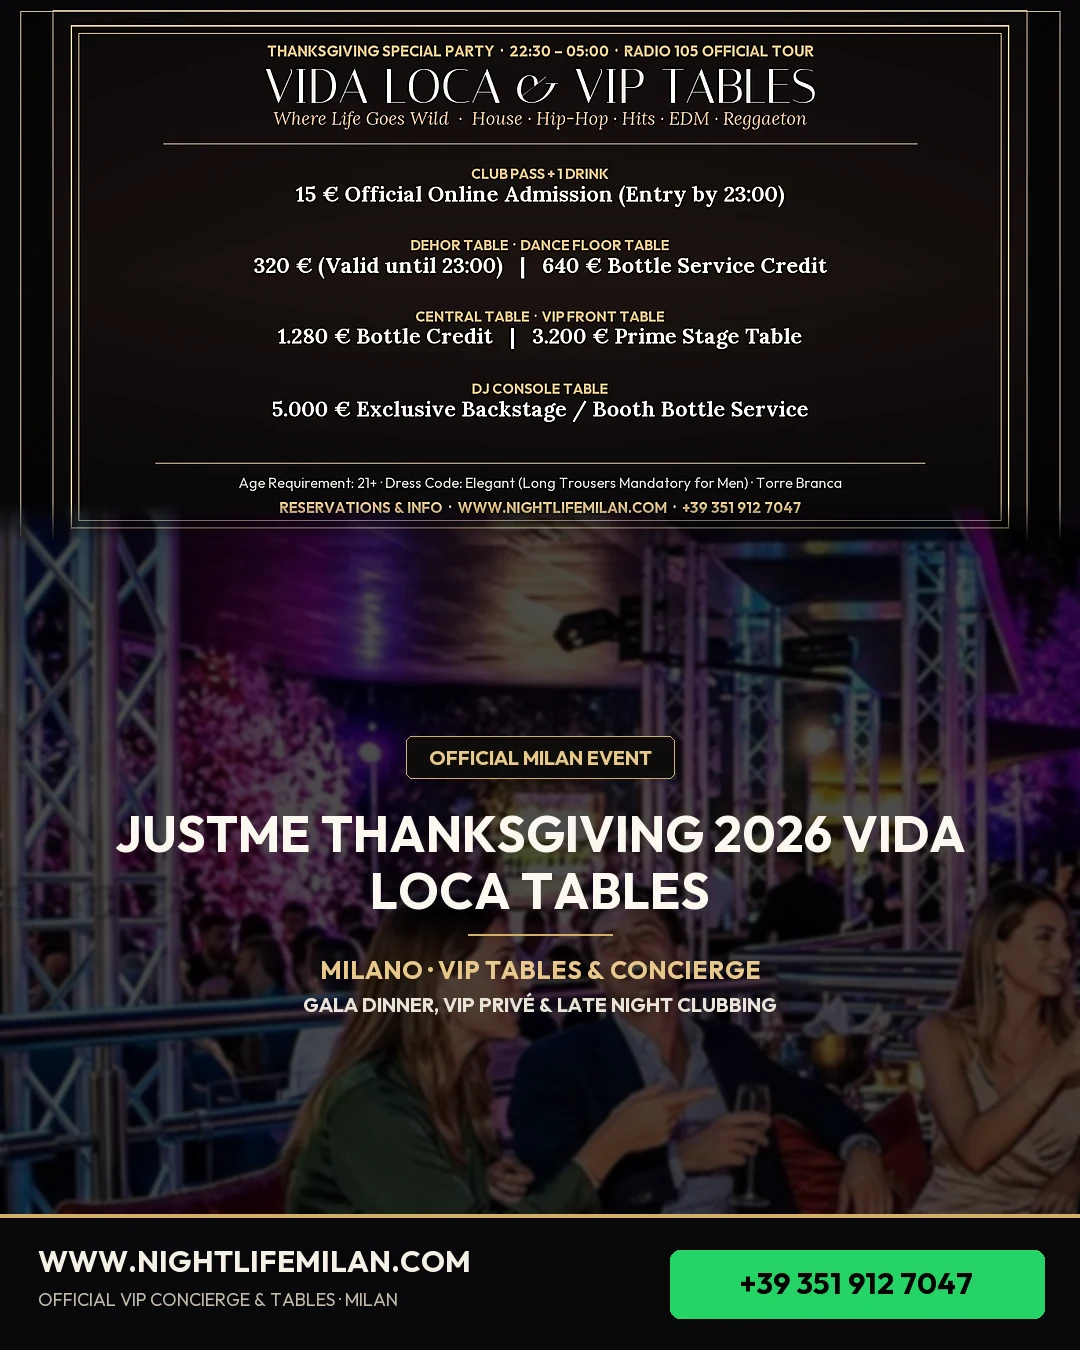 THANKSGIVING SPECIAL PARTY · 22:30 – 05:00 · RADIO 105 OFFICIAL TOUR
VIDA LOCA & VIP TABLES
Where Life Goes Wild · House · Hip-Hop · Hits · EDM · Reggaeton
CLUB PASS + 1 DRINK
15 € Official Online Admission (Entry by 23:00)
DEHOR TABLE · DANCE FLOOR TABLE
320 € (Valid until 23:00) | 640 € Bottle Service Credit
CENTRAL TABLE · VIP FRONT TABLE
1.280 € Bottle Credit | 3.200 € Prime Stage Table
DJ CONSOLE TABLE
5.000 € Exclusive Backstage / Booth Bottle Service
Age Requirement: 21+ · Dress Code: Elegant (Long Trousers Mandatory for Men) · Torre Branca
RESERVATIONS & INFO · WWW.NIGHTLIFEMILAN.COM · +39 351 912 7047
OFFICIAL MILAN EVENT
JUSTME THANKSGIVING 2026 VIDA
LOCA TABLES
MILANO · VIP TABLES & CONCIERGE
GALA DINNER, VIP PRIVÉ & LATE NIGHT CLUBBING
WWW.NIGHTLIFEMILAN.COM
OFFICIAL VIP CONCIERGE & TABLES · MILAN
+39 351 912 7047